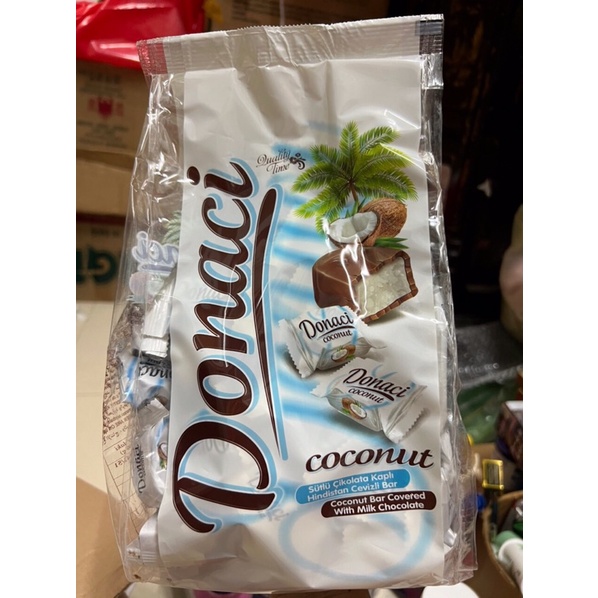 Quality Time
Donaci
Donaci
coconut
Donaci
coconut
coconut
Sütlü Çikolata Kaplı
Hindistan Cevizli Bar
Coconut Bar Covered
With Milk Chocolate
Donaci